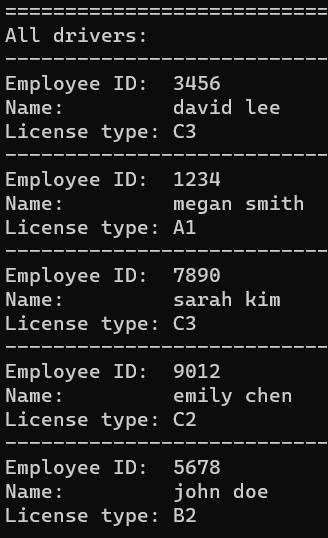 ===========================
All drivers:
---------------------------
Employee ID:  3456
Name:         david lee
License type: C3
---------------------------
Employee ID:  1234
Name:         megan smith
License type: A1
---------------------------
Employee ID:  7890
Name:         sarah kim
License type: C3
---------------------------
Employee ID:  9012
Name:         emily chen
License type: C2
---------------------------
Employee ID:  5678
Name:         john doe
License type: B2